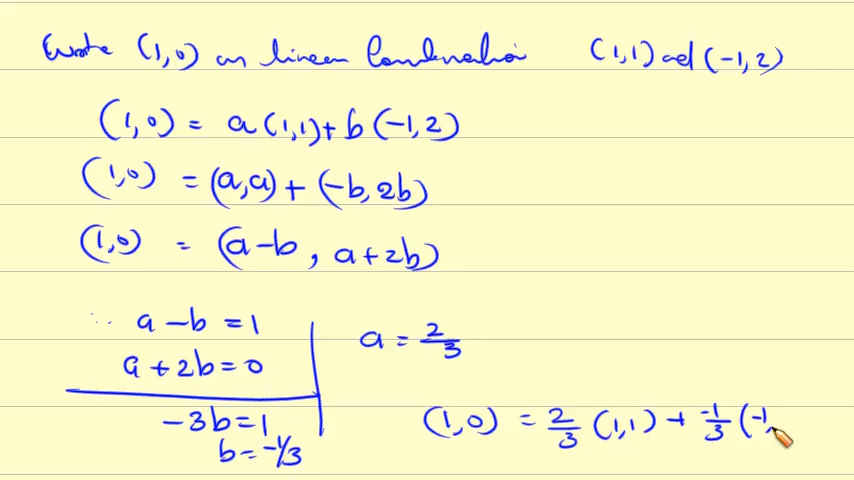 Write (1,0) as linear Combination (1,1) and (-1,2)
(1,0) = a(1,1) + b(-1,2)
(1,0) = (a,a) + (-b,2b)
(1,0) = (a-b, a+2b)
a - b = 1
a + 2b = 0
-3b = 1
b = -1/3
a = 2/3
(1,0) = 2/3 (1,1) + -1/3 (-1,